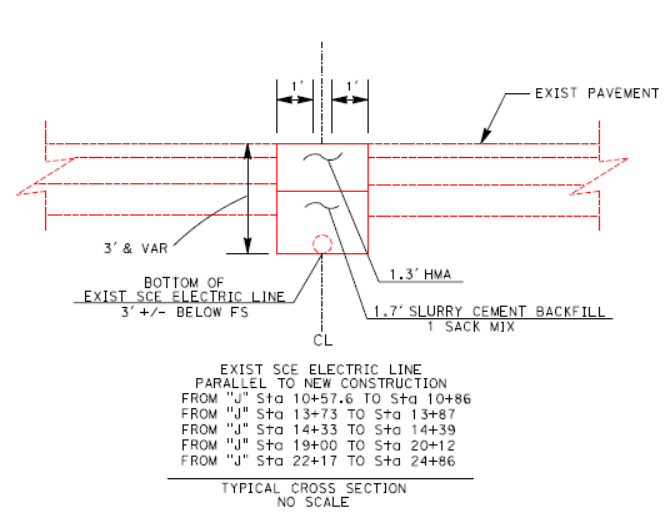 1' 1'
EXIST PAVEMENT
3' & VAR
1.3' HMA
BOTTOM OF
EXIST SCE ELECTRIC LINE
3' +/- BELOW FS
1.7' SLURRY CEMENT BACKFILL
1 SACK MIX
CL
EXIST SCE ELECTRIC LINE
PARALLEL TO NEW CONSTRUCTION
FROM "J" Sta 10+57.6 TO Sta 10+86
FROM "J" Sta 13+73 TO Sta 13+87
FROM "J" Sta 14+33 TO Sta 14+39
FROM "J" Sta 19+00 TO Sta 20+12
FROM "J" Sta 22+17 TO Sta 24+86
TYPICAL CROSS SECTION
NO SCALE